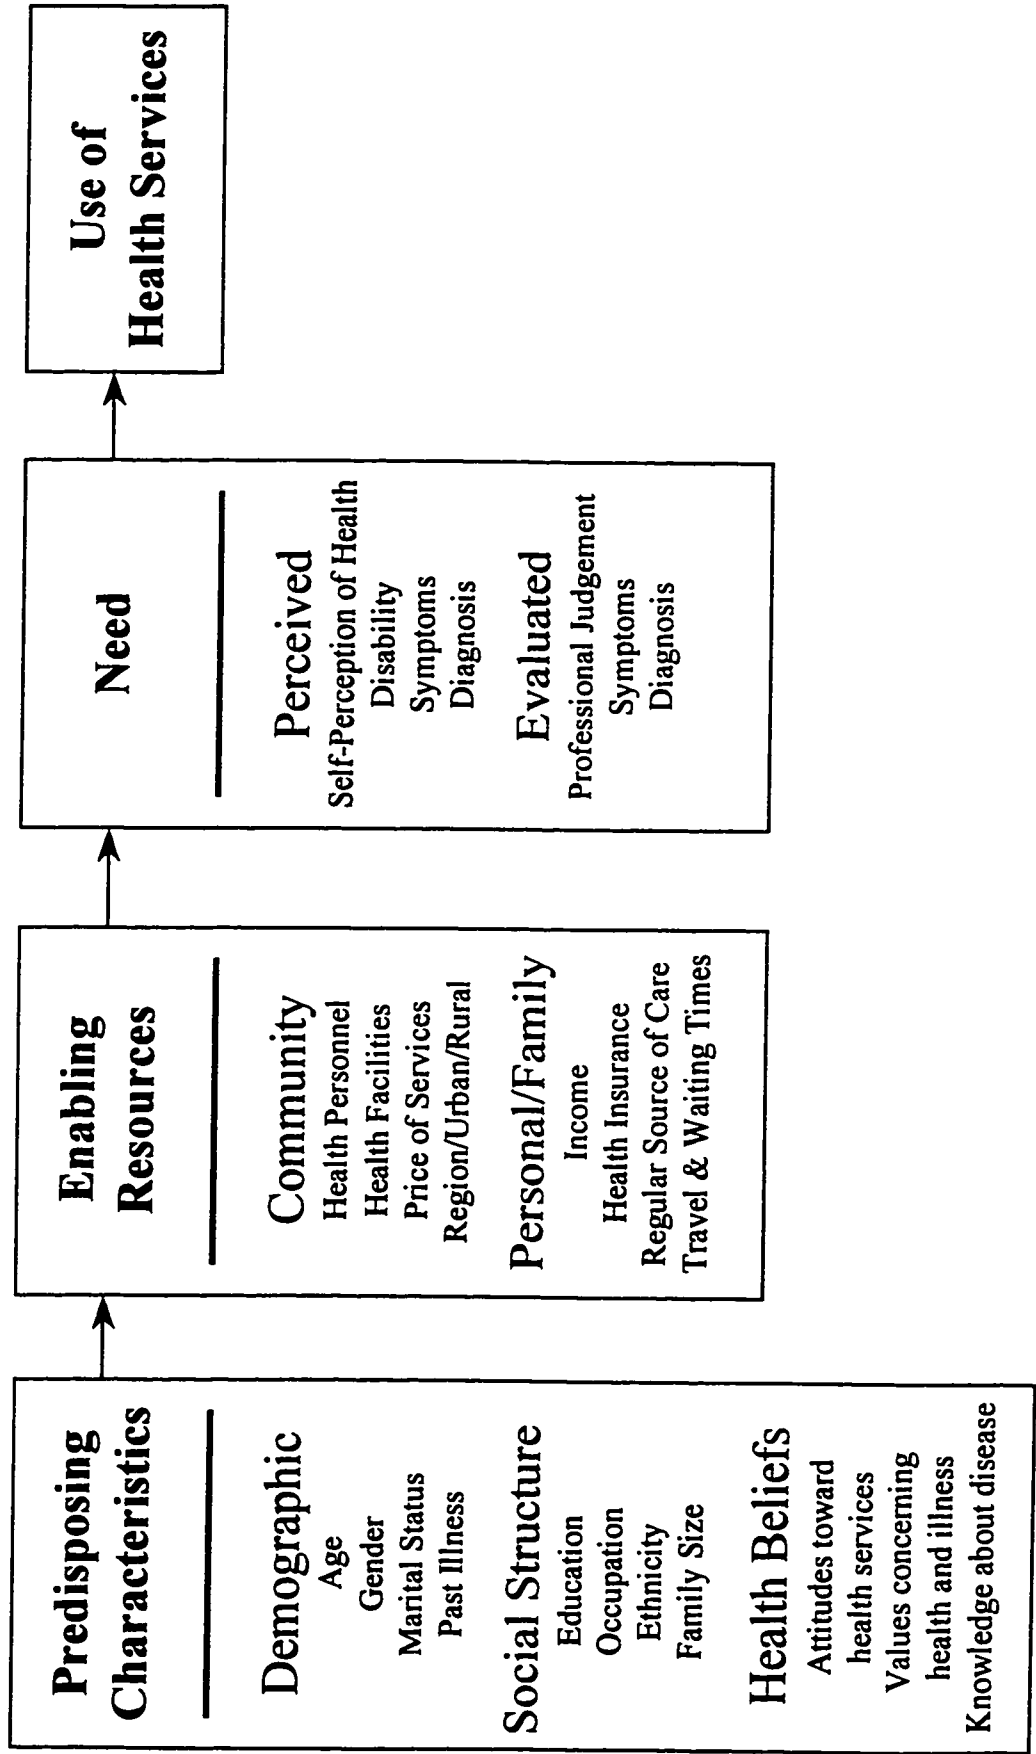 Predisposing
Characteristics
Demographic
Age
Gender
Marital Status
Past Illness
Social Structure
Education
Occupation
Ethnicity
Family Size
Health Beliefs
Attitudes toward
health services
Values concerning
health and illness
Knowledge about disease
Enabling
Resources
Community
Health Personnel
Health Facilities
Price of Services
Region/Urban/Rural
Personal/Family
Income
Health Insurance
Regular Source of Care
Travel & Waiting Times
Need
Perceived
Self-Perception of Health
Disability
Symptoms
Diagnosis
Evaluated
Professional Judgement
Symptoms
Diagnosis
Use of
Health Services